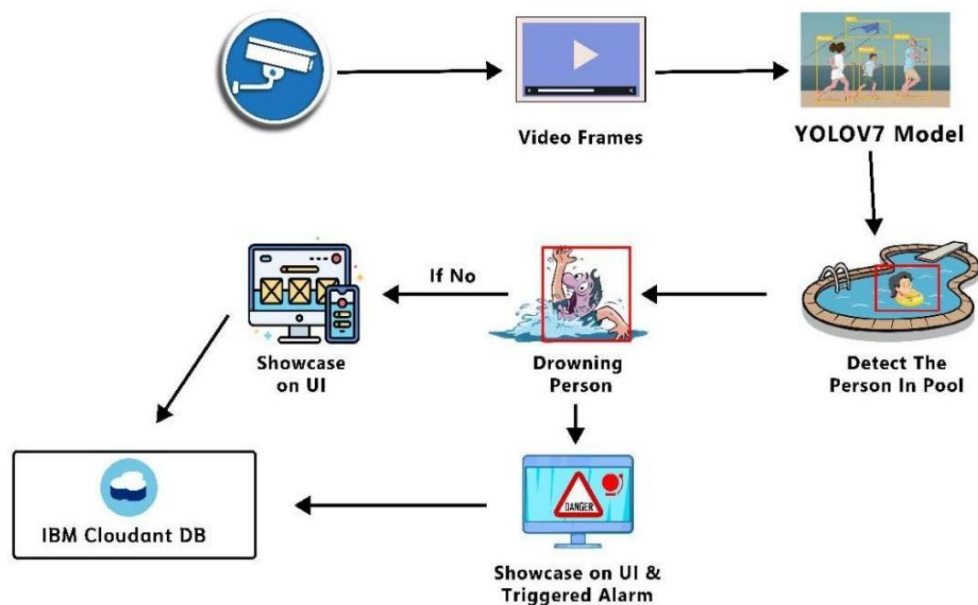 Video Frames
YOLOV7 Model
If No
Showcase
on UI
Drowning
Person
Detect The
Person In Pool
DANGER
IBM Cloudant DB
Showcase on UI &
Triggered Alarm